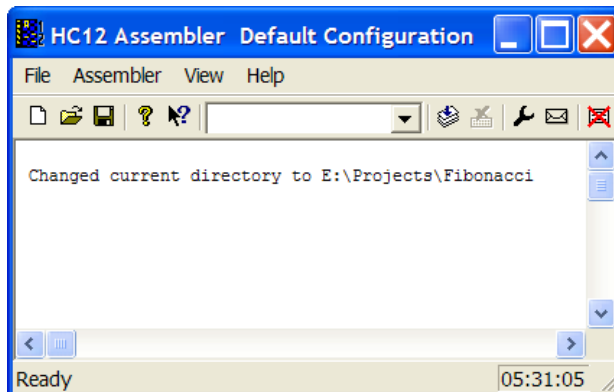 HC12 Assembler Default Configuration
File Assembler View Help
Changed current directory to E:\Projects\Fibonacci
Ready 05:31:05